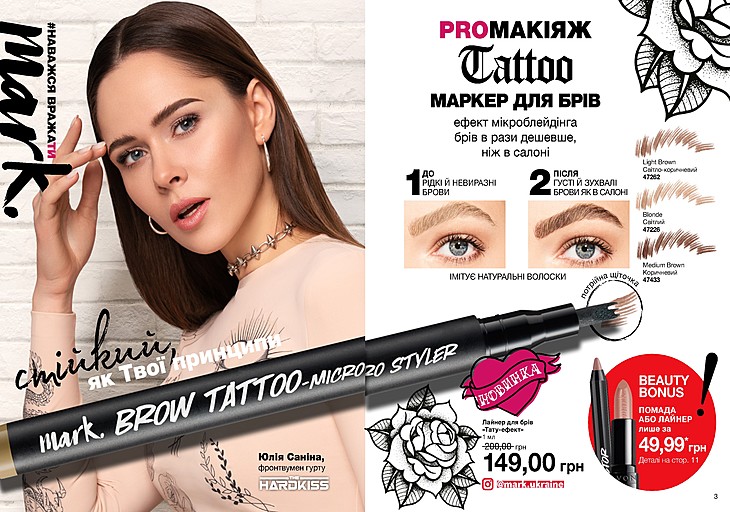 #НАВАЖСЯ ВРАЖАТИ
mark.
стійкий,
як Твої принципи
mark. BROW TATTOO-MICRO20 STYLER
Юлія Саніна,
фронтвумен гурту
THE
HARDKISS
PROМАКІЯЖ
Tattoo
МАРКЕР ДЛЯ БРІВ
ефект мікроблейдінга
брів в рази дешевше,
ніж в салоні
1 ДО
РІДКІ Й НЕВИРАЗНІ
БРОВИ
2 ПІСЛЯ
ГУСТІ Й ЗУХВАЛІ
БРОВИ ЯК В САЛОНІ
ІМІТУЄ НАТУРАЛЬНІ ВОЛОСКИ
Light Brown
Світло-коричневий
47262
Blonde
Світлий
47226
Medium Brown
Коричневий
47433
потрійна щіточка
НОВИНКА
Лайнер для брів
«Тату-ефект»
1 мл
200,00 грн
149,00 грн
@mark.ukraine
BEAUTY
BONUS
ПОМАДА
АБО ЛАЙНЕР
лише за
49,99* грн
Деталі на стор. 11
3